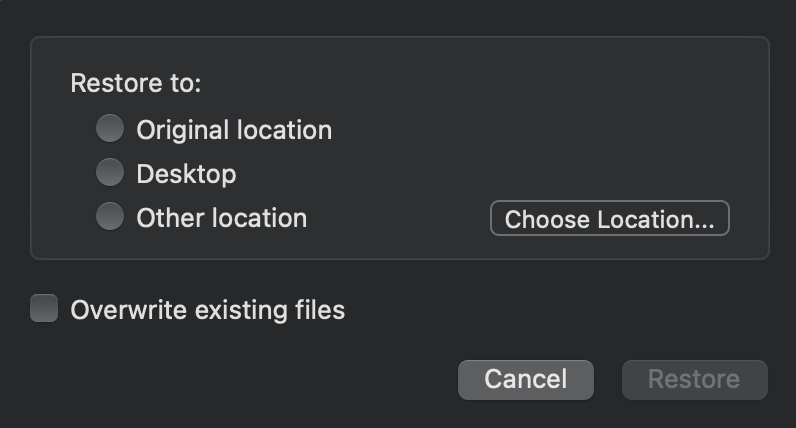 Restore to:
Original location
Desktop
Other location
Choose Location...
Overwrite existing files
Cancel
Restore